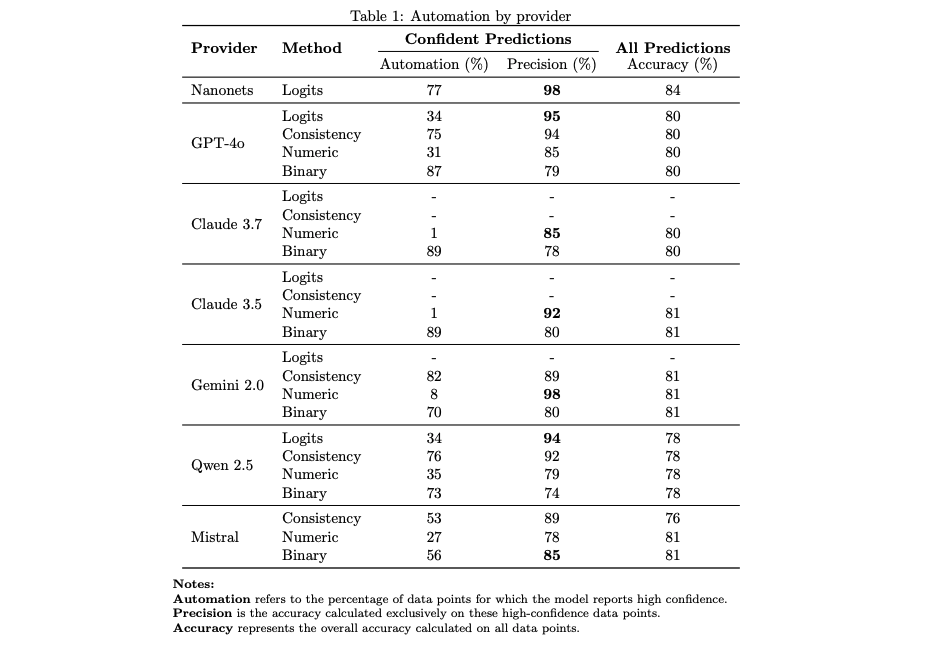 Table 1: Automation by provider
Provider Method Confident Predictions All Predictions
Automation (%) Precision (%) Accuracy (%)
Nanonets Logits 77 98 84
GPT-4o
Logits 34 95 80
Consistency 75 94 80
Numeric 31 85 80
Binary 87 79 80
Claude 3.7
Logits - - -
Consistency - - -
Numeric 1 85 80
Binary 89 78 80
Claude 3.5
Logits - - -
Consistency - - -
Numeric 1 92 81
Binary 89 80 81
Gemini 2.0
Logits - - -
Consistency 82 89 81
Numeric 8 98 81
Binary 70 80 81
Qwen 2.5
Logits 34 94 78
Consistency 76 92 78
Numeric 35 79 78
Binary 73 74 78
Mistral
Consistency 53 89 76
Numeric 27 78 81
Binary 56 85 81
Notes:
Automation refers to the percentage of data points for which the model reports high confidence.
Precision is the accuracy calculated exclusively on these high-confidence data points.
Accuracy represents the overall accuracy calculated on all data points.